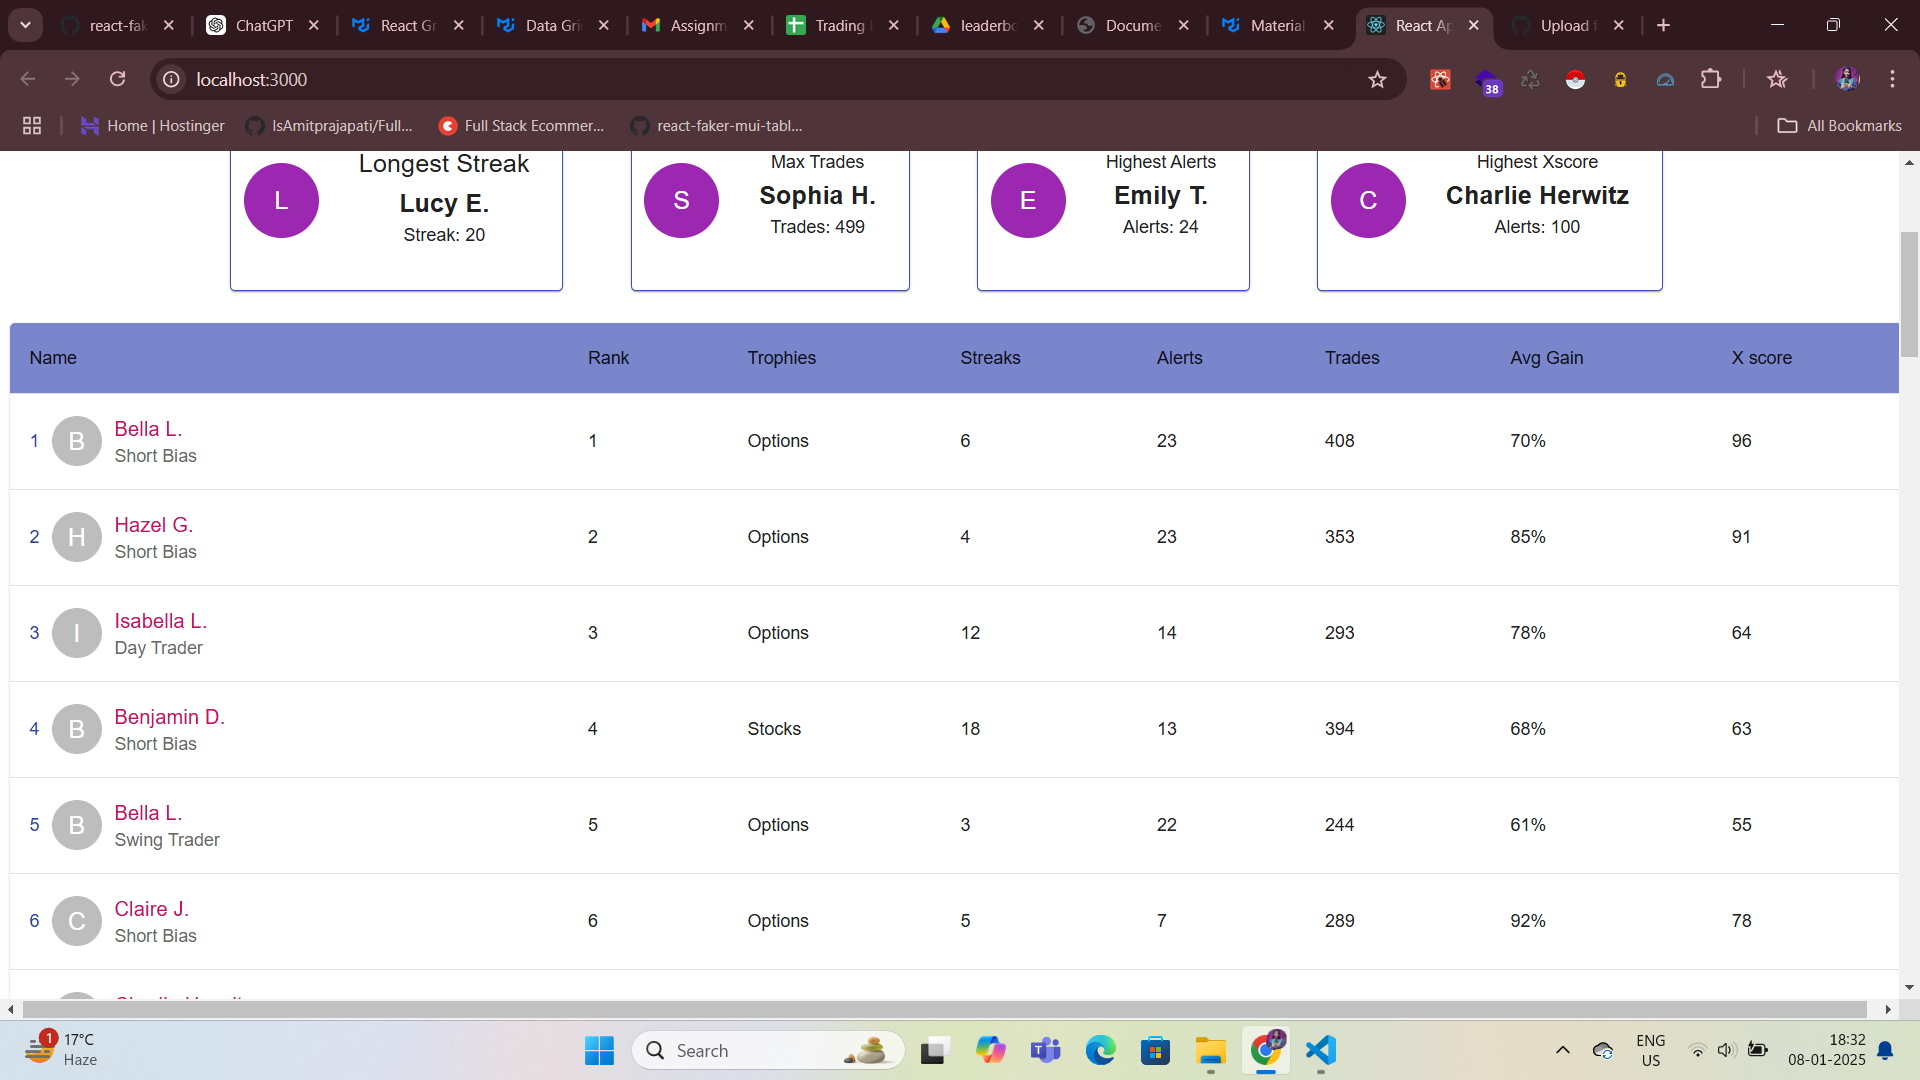 react-fak
ChatGPT
React Gr
Data Gri
Assignm
Trading
leaderbo
Docume
Material
React Ap
Upload f
localhost:3000
38
Home | Hostinger
IsAmitprajapati/Full...
Full Stack Ecommer...
react-faker-mui-tabl...
All Bookmarks
L
Longest Streak
Lucy E.
Streak: 20
S
Max Trades
Sophia H.
Trades: 499
E
Highest Alerts
Emily T.
Alerts: 24
C
Highest Xscore
Charlie Herwitz
Alerts: 100
Name Rank Trophies Streaks Alerts Trades Avg Gain X score
1 B Bella L. 1 Options 6 23 408 70% 96
Short Bias
2 H Hazel G. 2 Options 4 23 353 85% 91
Short Bias
3 I Isabella L. 3 Options 12 14 293 78% 64
Day Trader
4 B Benjamin D. 4 Stocks 18 13 394 68% 63
Short Bias
5 B Bella L. 5 Options 3 22 244 61% 55
Swing Trader
6 C Claire J. 6 Options 5 7 289 92% 78
Short Bias
1
17°C
Haze
Search
ENG
US
18:32
08-01-2025